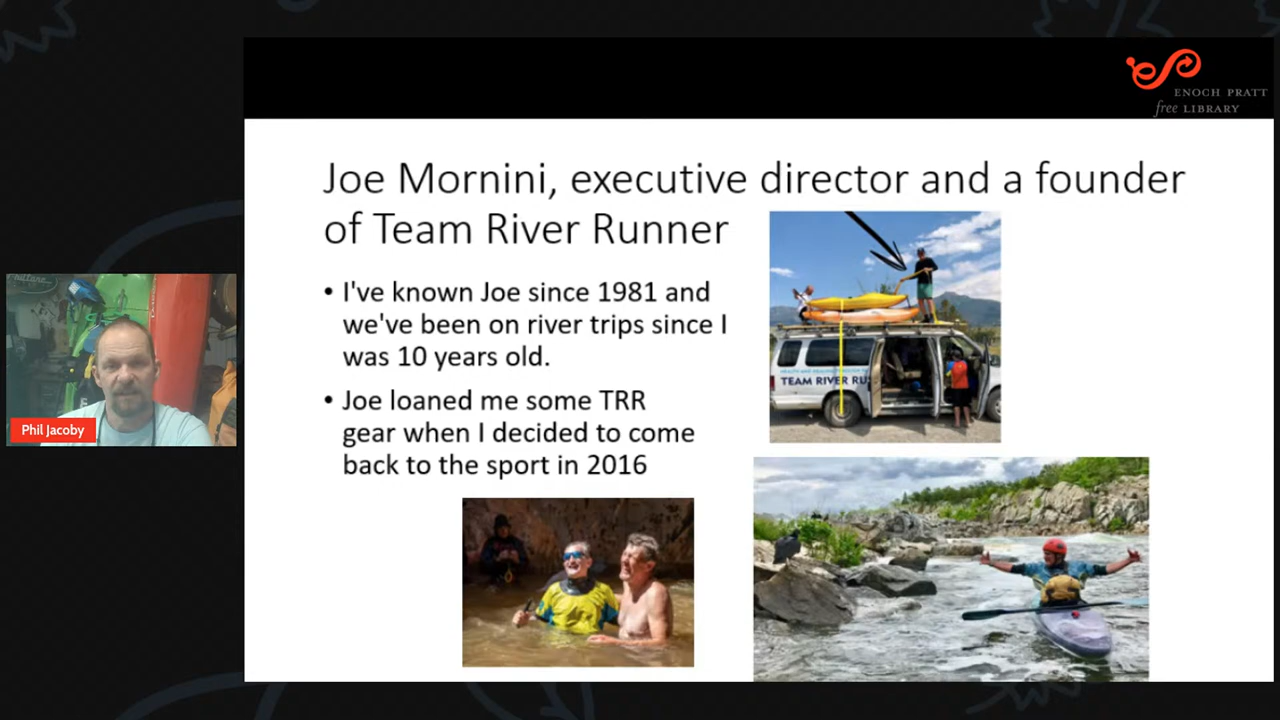 ENOCH PRATT
free LIBRARY
Joe Mornini, executive director and a founder
of Team River Runner
• I've known Joe since 1981 and
we've been on river trips since I
was 10 years old.
• Joe loaned me some TRR
gear when I decided to come
back to the sport in 2016
TEAM RIVER RU
Phil Jacoby